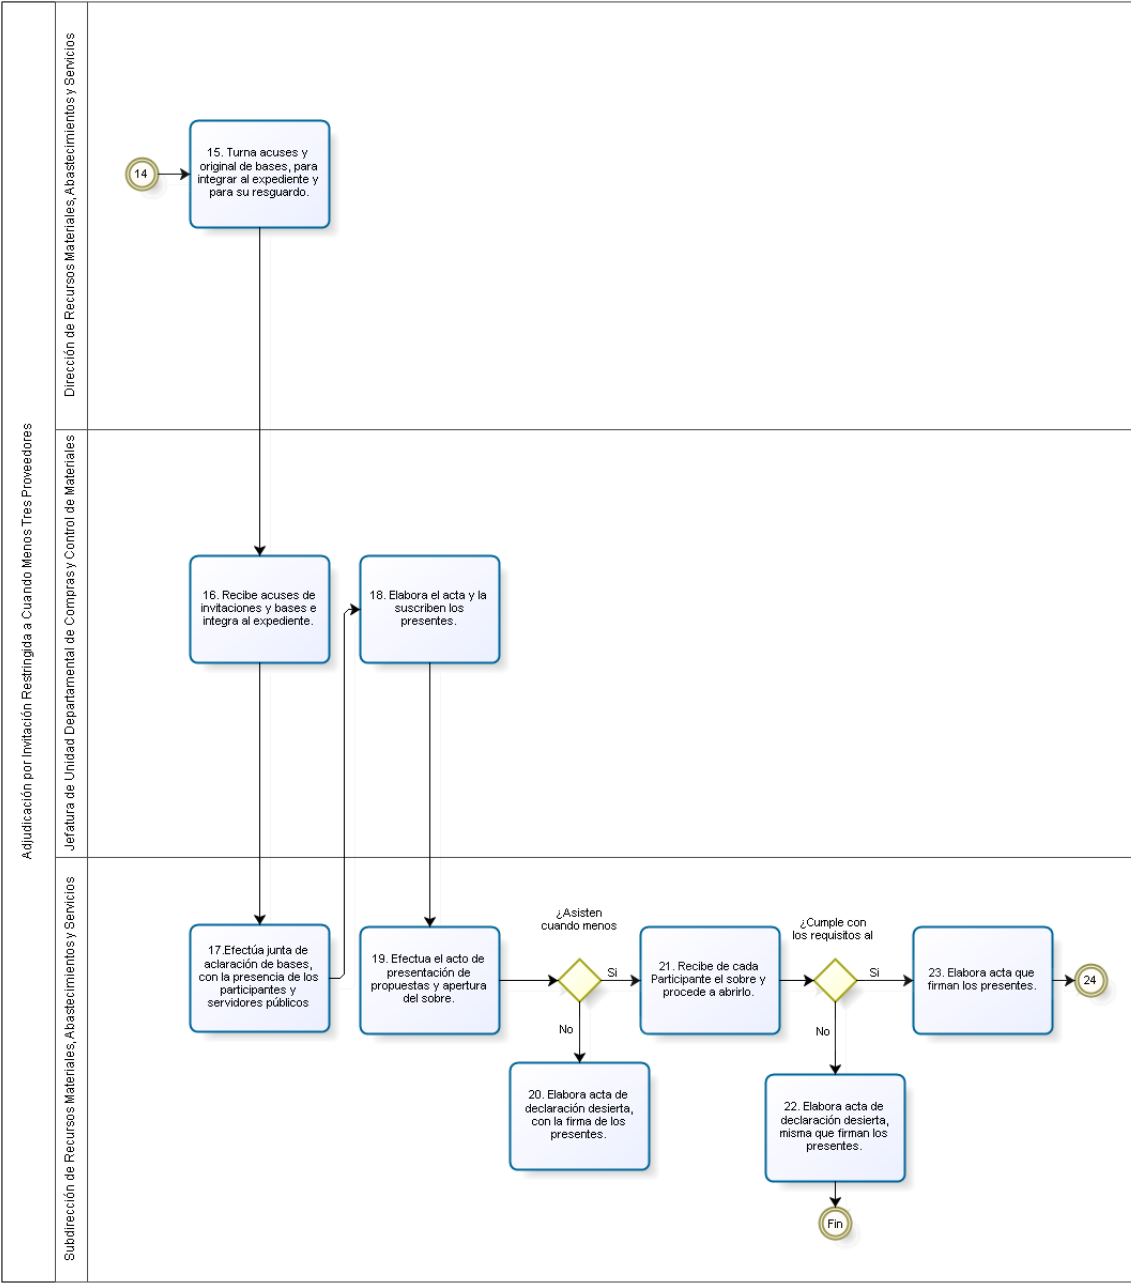 Adjudicación por Invitación Restringida a Cuando Menos Tres Proveedores
Dirección de Recursos Materiales, Abastecimientos y Servicios
14
15. Turna acuses y
original de bases, para
integrar al expediente y
para su resguardo.
Jefatura de Unidad Departamental de Compras y Control de Materiales
16. Recibe acuses de
invitaciones y bases e
integra al expediente.
18. Elabora el acta y la
suscriben los
presentes.
Subdirección de Recursos Materiales, Abastecimientos y Servicios
17.Efectúa junta de
aclaración de bases,
con la presencia de los
participantes y
servidores públicos
19. Efectua el acto de
presentación de
propuestas y apertura
del sobre.
¿Asisten
cuando menos
Si
No
20. Elabora acta de
declaración desierta,
con la firma de los
presentes.
21. Recibe de cada
Participante el sobre y
procede a abrirlo.
¿Cumple con
los requisitos al
Si
No
22. Elabora acta de
declaración desierta,
misma que firman los
presentes.
Fin
23. Elabora acta que
firman los presentes.
24